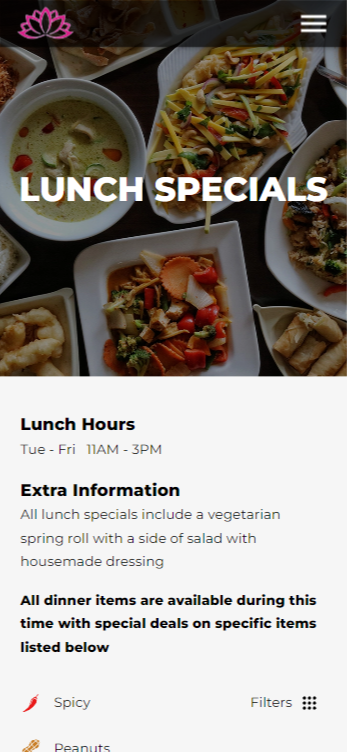 LUNCH SPECIALS
Lunch Hours
Tue - Fri 11AM - 3PM
Extra Information
All lunch specials include a vegetarian
spring roll with a side of salad with
housemade dressing
All dinner items are available during this
time with special deals on specific items
listed below
Spicy
Filters
Peanuts